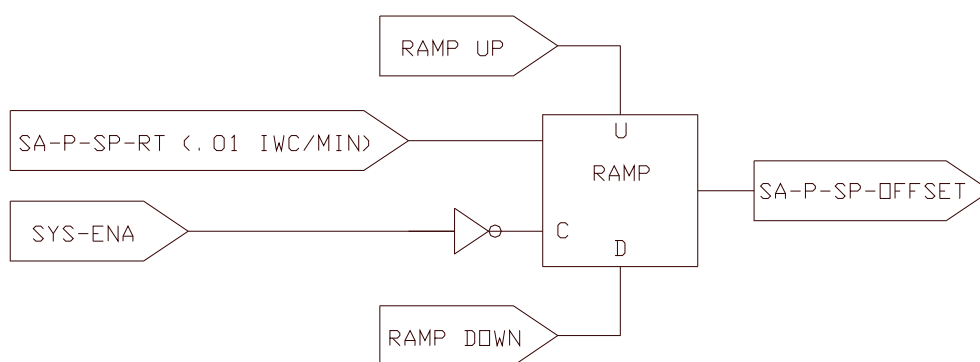 RAMP UP
U
SA-P-SP-RT (.01 IWC/MIN)
RAMP
SA-P-SP-OFFSET
SYS-ENA
C
D
RAMP DOWN